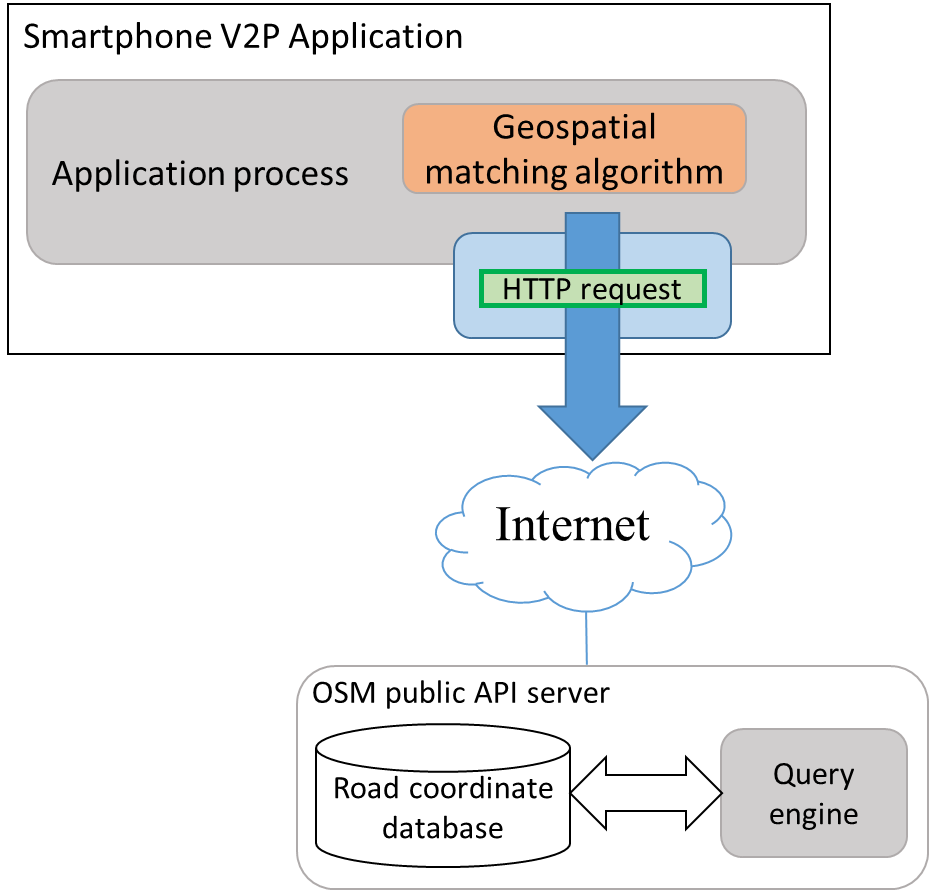 Smartphone V2P Application
Application process
Geospatial
matching algorithm
HTTP request
Internet
OSM public API server
Road coordinate
database
Query
engine